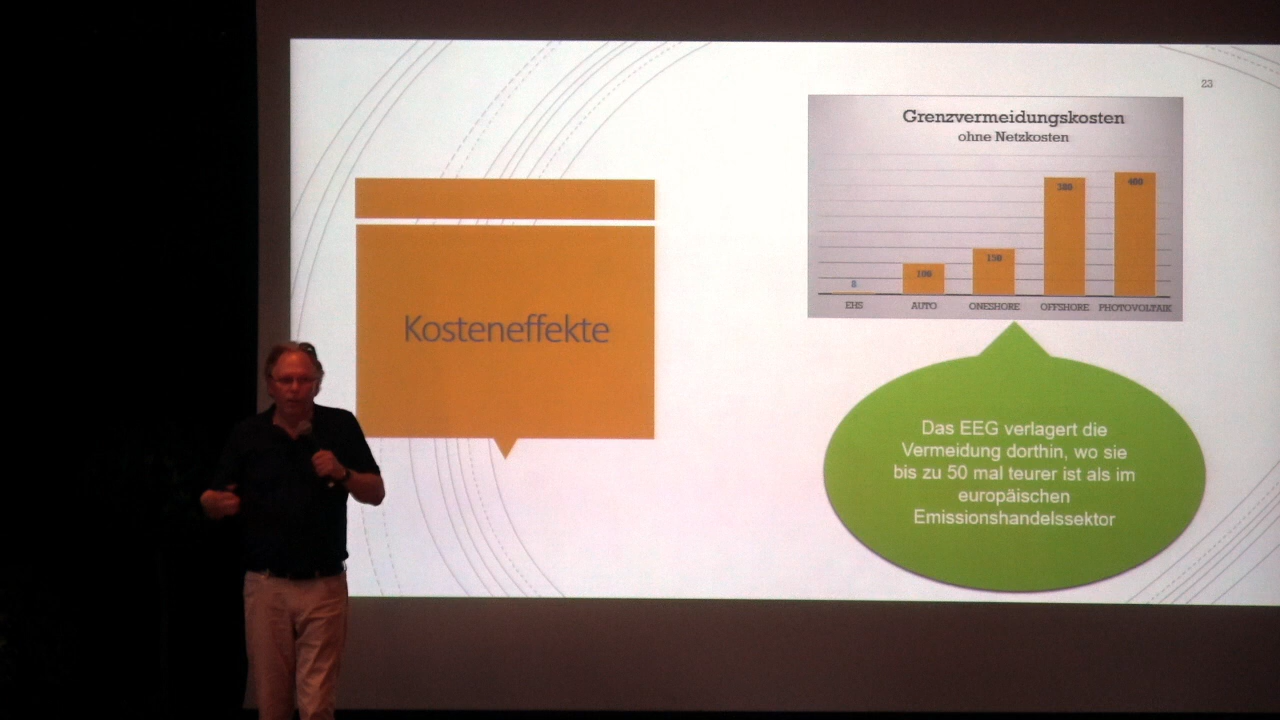 23
Kosteneffekte
Grenzvermeidungskosten
ohne Netzkosten
8
100
150
380
400
EHS AUTO ONESHORE OFFSHORE PHOTOVOLTAIK
Das EEG verlagert die
Vermeidung dorthin, wo sie
bis zu 50 mal teurer ist als im
europäischen
Emissionshandelssektor